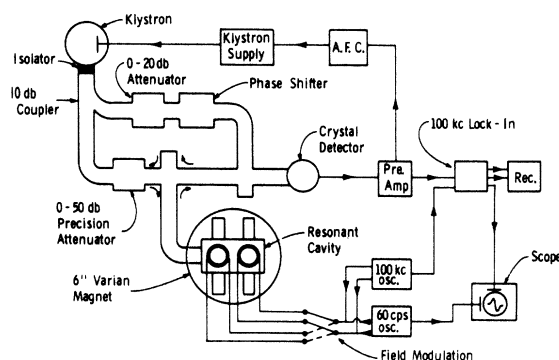 Klystron
Isolator
10 db
Coupler
0-20db
Attenuator
Phase Shifter
Klystron
Supply
A.F.C.
Crystal
Detector
100 kc Lock-In
Pre.
Amp
Rec.
0-50 db
Precision
Attenuator
Resonant
Cavity
6" Varian
Magnet
100 kc
osc.
60 cps
osc.
Scope
Field Modulation